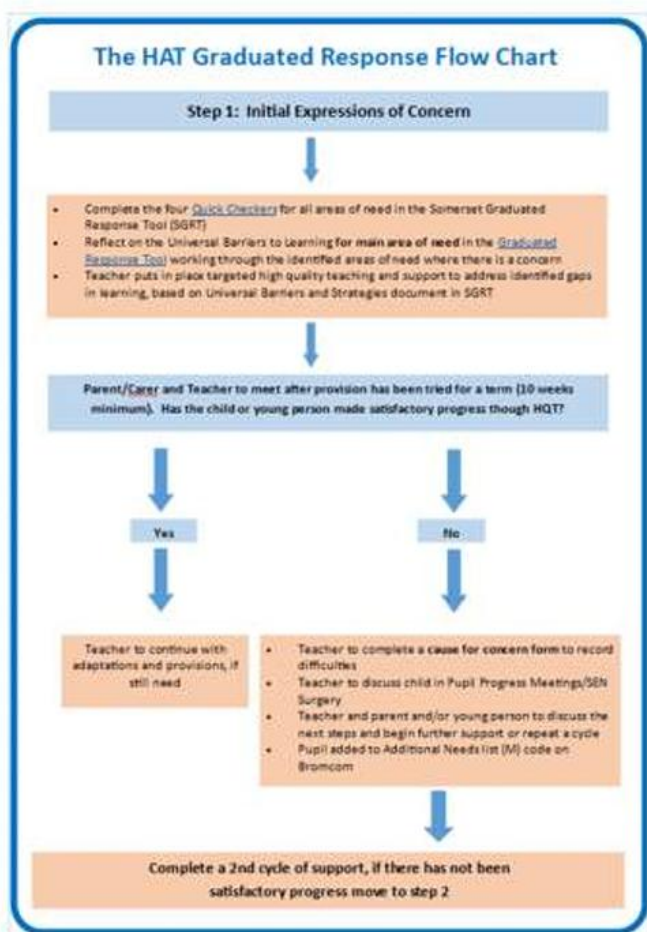 The HAT Graduated Response Flow Chart
Step 1: Initial Expressions of Concern
• Complete the four Quick Checkers for all areas of need in the Somerset Graduated
Response Tool (SGRT)
• Reflect on the Universal Barriers to Learning for main area of need in the Graduated
Response Tool working through the identified areas of need where there is a concern
• Teacher puts in place targeted high quality teaching and support to address identified gaps
in learning, based on Universal Barriers and Strategies document in SGRT
Parent/Carer and Teacher to meet after provision has been tried for a term (10 weeks
minimum). Has the child or young person made satisfactory progress though HQT?
Yes
No
Teacher to continue with
adaptations and provisions, if
still need
• Teacher to complete a cause for concern form to record
difficulties
• Teacher to discuss child in Pupil Progress Meetings/SEN
Surgery
• Teacher and parent and/or young person to discuss the
next steps and begin further support or repeat a cycle
• Pupil added to Additional Needs list (M) code on
Bromcom
Complete a 2nd cycle of support, if there has not been
satisfactory progress move to step 2